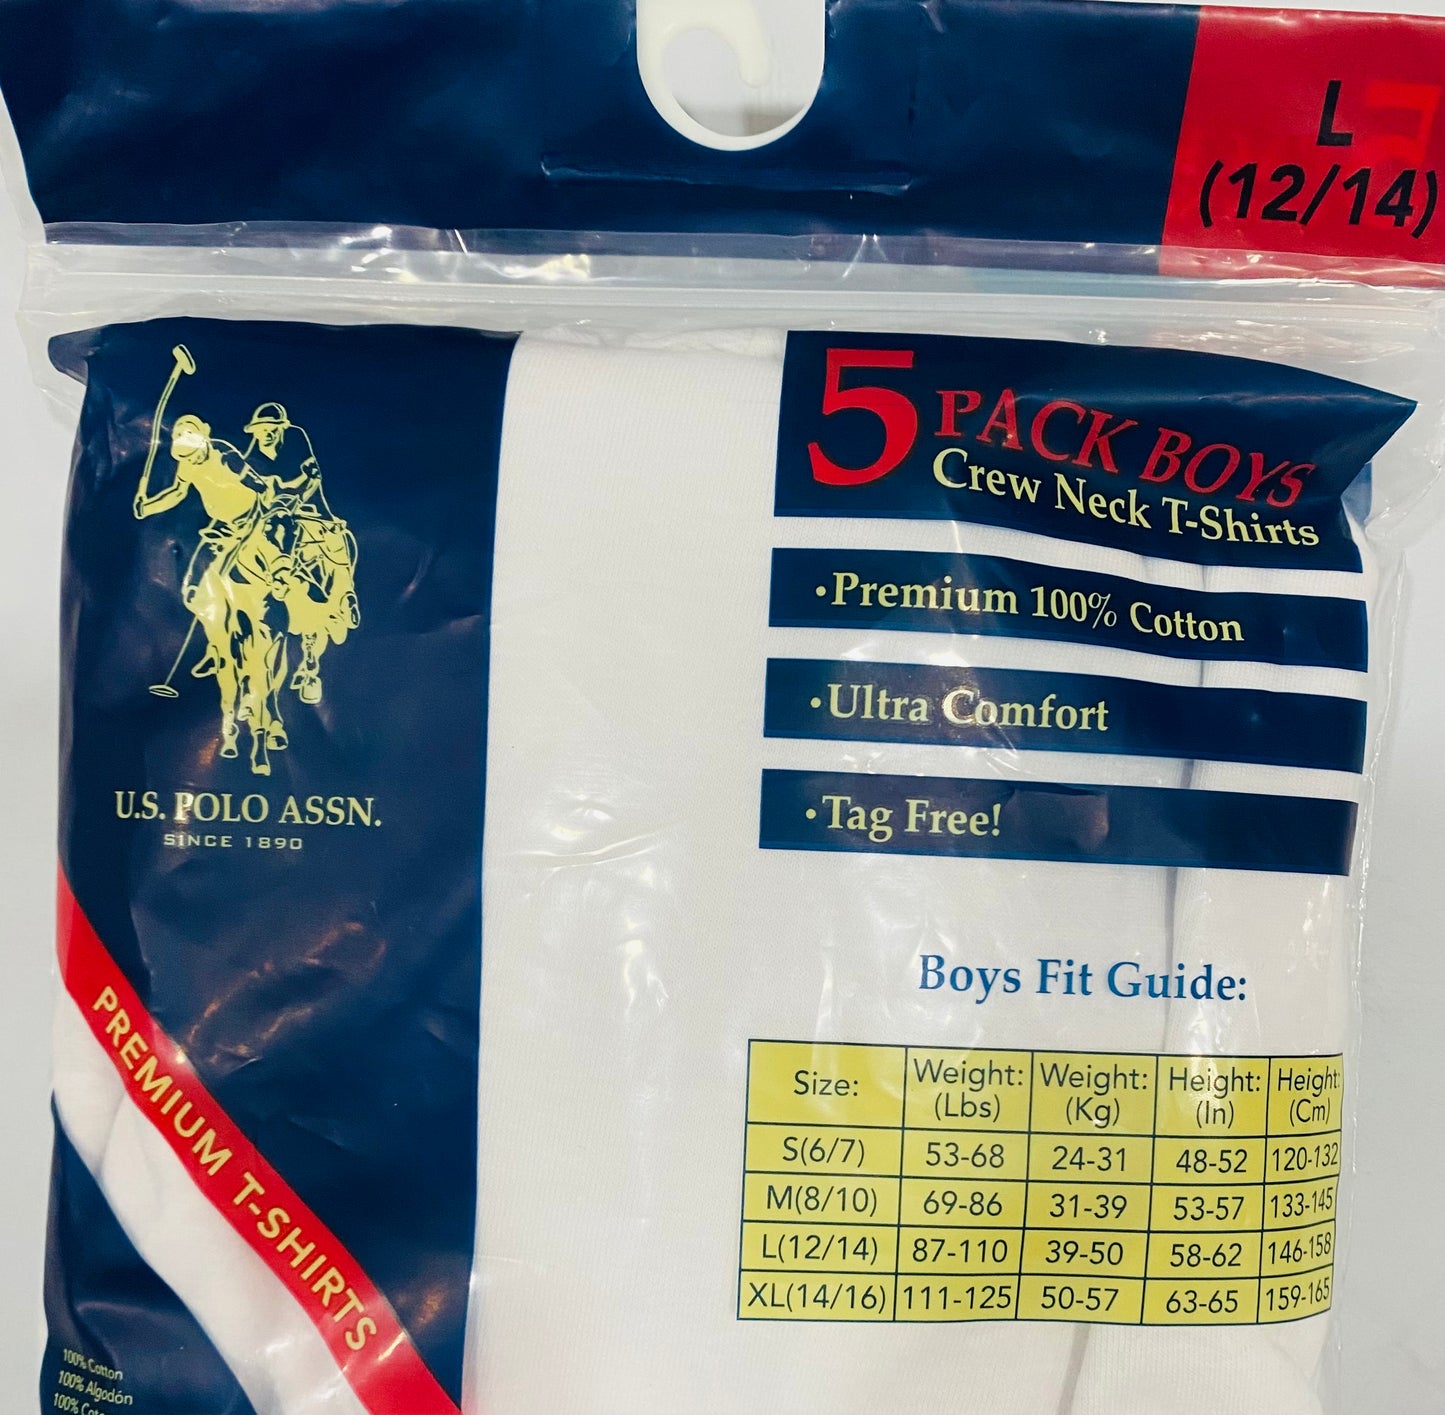 L
(12/14)
5 PACK BOYS
Crew Neck T-Shirts
•Premium 100% Cotton
•Ultra Comfort
•Tag Free!
U.S. POLO ASSN.
SINCE 1890
PREMIUM T-SHIRTS
Boys Fit Guide:
Size: Weight: (Lbs) Weight: (Kg) Height: (In) Height: (Cm)
S(6/7) 53-68 24-31 48-52 120-132
M(8/10) 69-86 31-39 53-57 133-145
L(12/14) 87-110 39-50 58-62 146-158
XL(14/16) 111-125 50-57 63-65 159-165
100% Cotton
100% Algodón
100%